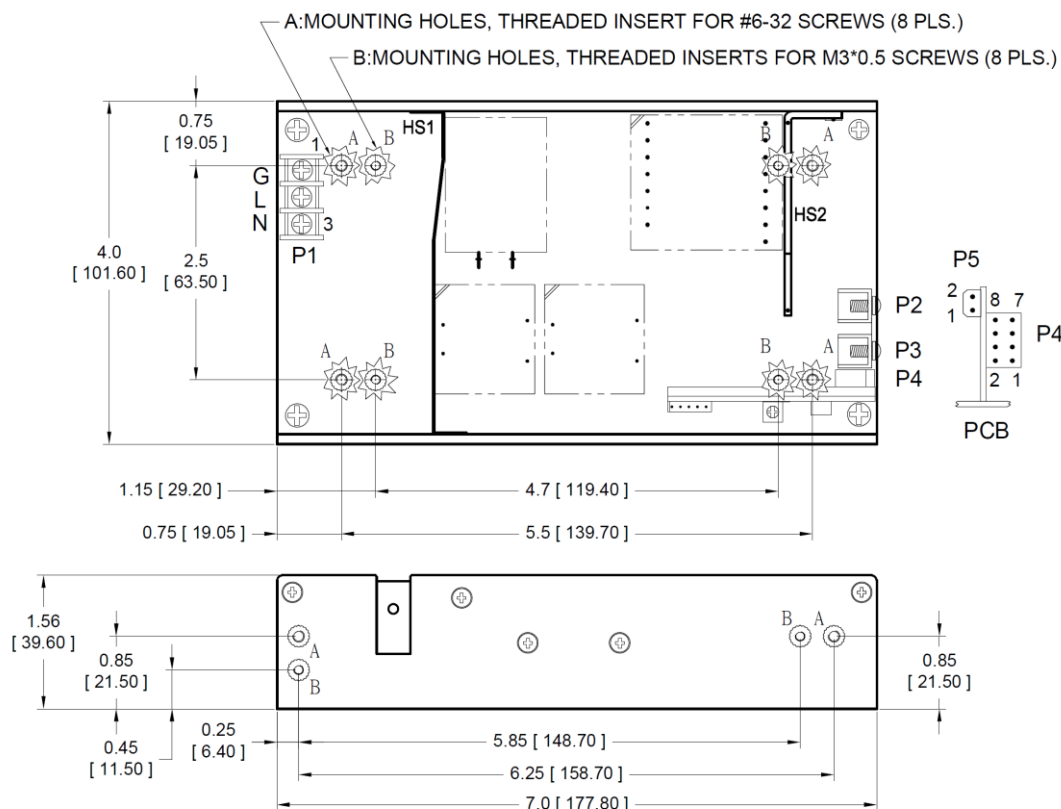 A:MOUNTING HOLES, THREADED INSERT FOR #6-32 SCREWS (8 PLS.)
B:MOUNTING HOLES, THREADED INSERTS FOR M3*0.5 SCREWS (8 PLS.)
0.75
[ 19.05 ]
HS1
A
B
B
A
1
G
L
N
3
P1
HS2
4.0
[ 101.60 ]
2.5
[ 63.50 ]
P5
2
1
8 7
P4
2 1
PCB
P2
P3
P4
A
B
B
A
1.15 [ 29.20 ]
4.7 [ 119.40 ]
0.75 [ 19.05 ]
5.5 [ 139.70 ]
1.56
[ 39.60 ]
0.85
[ 21.50 ]
A
B
B
A
0.85
[ 21.50 ]
0.45
[ 11.50 ]
0.25
[ 6.40 ]
5.85 [ 148.70 ]
6.25 [ 158.70 ]
7.0 [ 177.80 ]